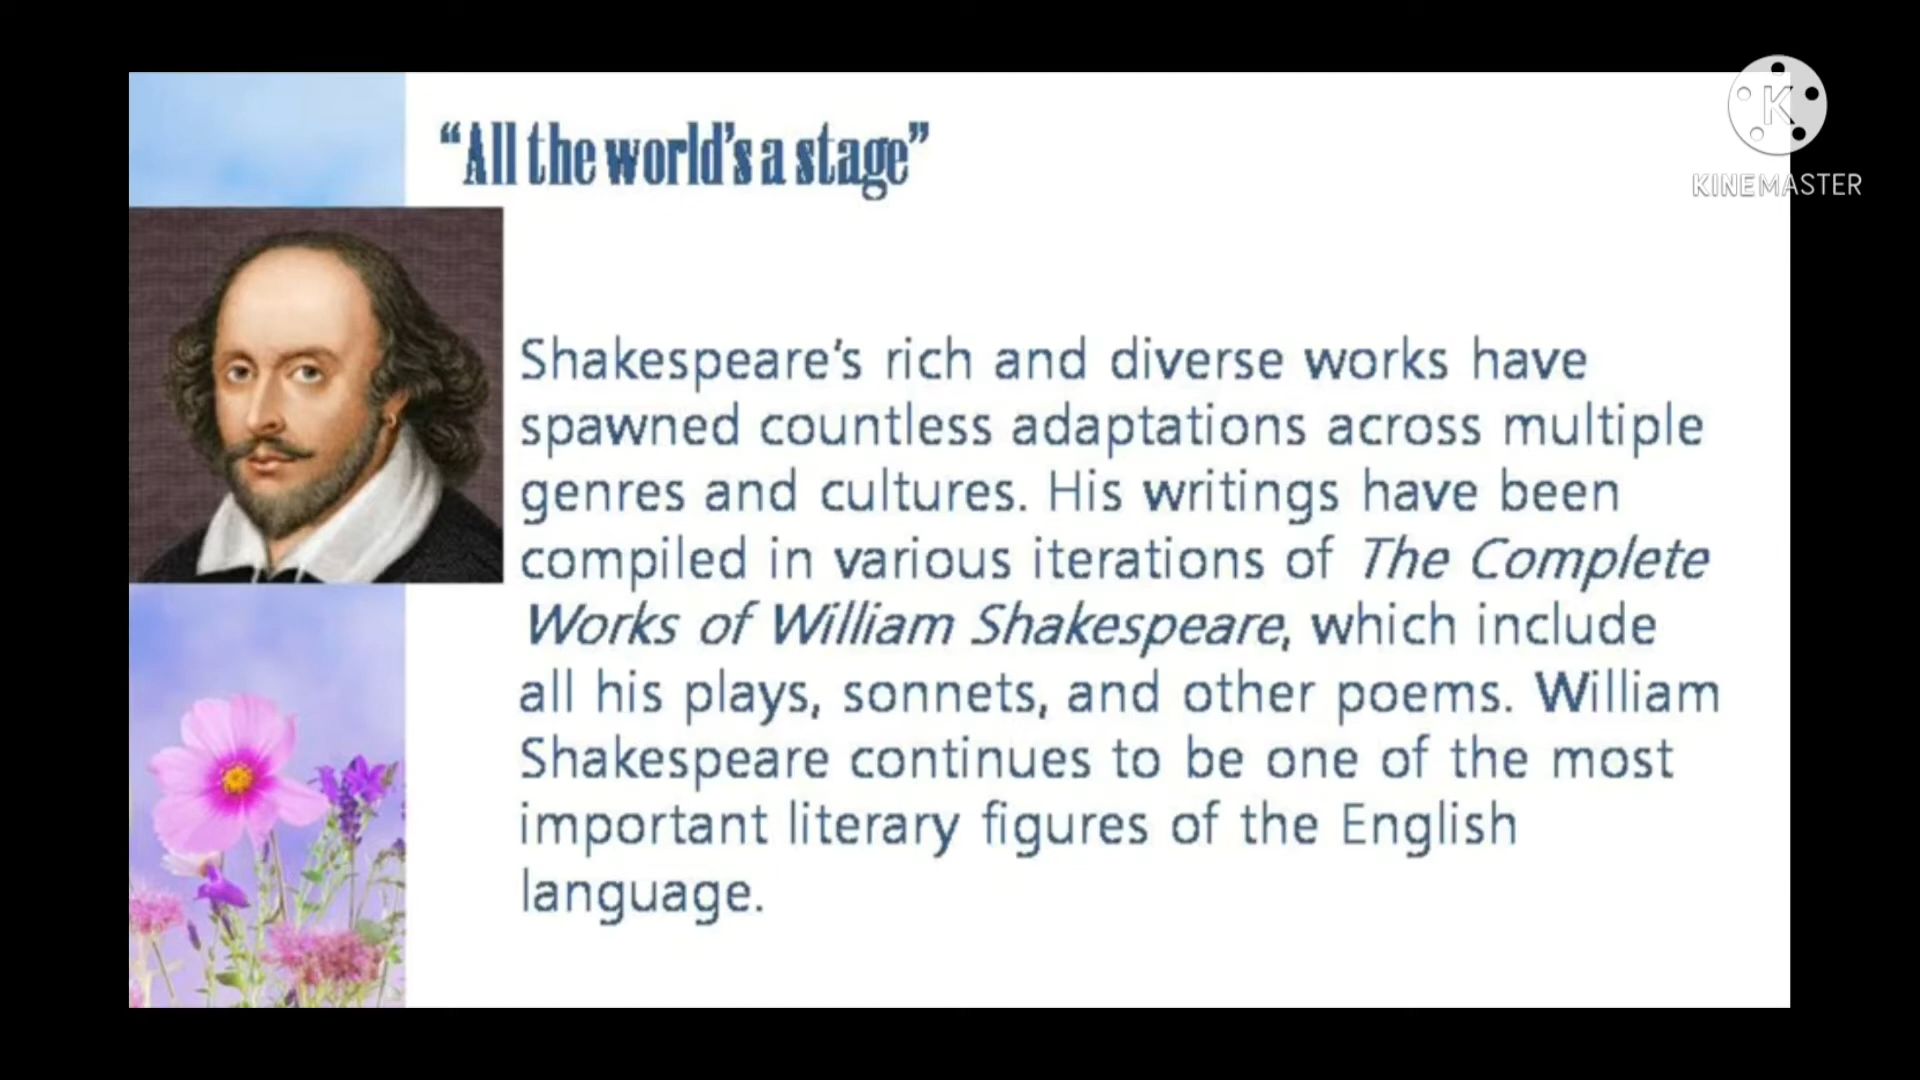 “All the world’s a stage”
K
KINEMASTER
Shakespeare’s rich and diverse works have
spawned countless adaptations across multiple
genres and cultures. His writings have been
compiled in various iterations of The Complete
Works of William Shakespeare, which include
all his plays, sonnets, and other poems. William
Shakespeare continues to be one of the most
important literary figures of the English
language.